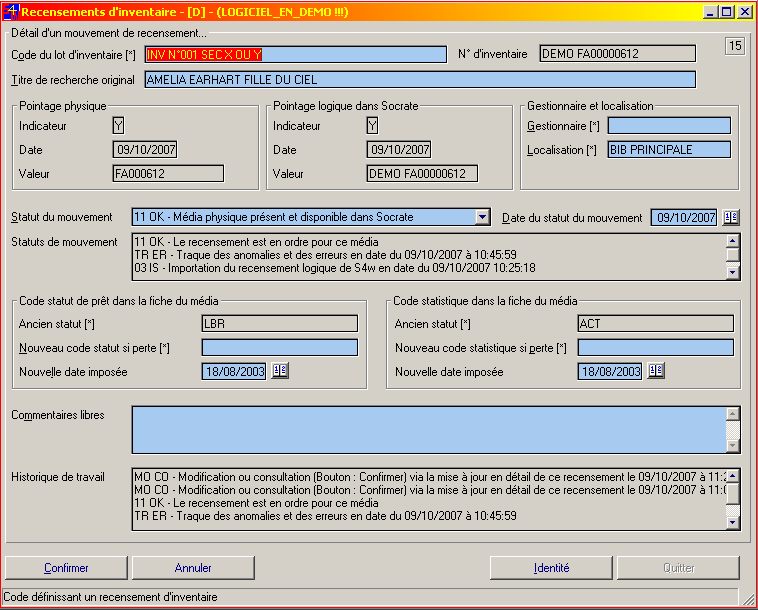 Recensements d'inventaire - [D] - (LOGICIEL_EN_DEMO !!!)
Détail d'un mouvement de recensement...
15
Code du lot d'inventaire [*] INV N°001 SEC X OU Y N° d'inventaire DEMO FA00000612
Titre de recherche original AMELIA EARHART FILLE DU CIEL
Pointage physique
Indicateur Y
Date 09/10/2007
Valeur FA000612
Pointage logique dans Socrate
Indicateur Y
Date 09/10/2007
Valeur DEMO FA00000612
Gestionnaire et localisation
Gestionnaire [*]
Localisation [*] BIB PRINCIPALE
Statut du mouvement 11 OK - Média physique présent et disponible dans Socrate Date du statut du mouvement 09/10/2007
Statuts de mouvement 11 OK - Le recensement est en ordre pour ce média
TR ER - Traque des anomalies et des erreurs en date du 09/10/2007 à 10:45:59
03 IS - Importation du recensement logique de S4w en date du 09/10/2007 10:25:18
Code statut de prêt dans la fiche du média
Ancien statut [*] LBR
Nouveau code statut si perte [*]
Nouvelle date imposée 18/08/2003
Code statistique dans la fiche du média
Ancien statut [*] ACT
Nouveau code statistique si perte [*]
Nouvelle date imposée 18/08/2003
Commentaires libres
Historique de travail MO CO - Modification ou consultation (Bouton : Confirmer) via la mise à jour en détail de ce recensement le 09/10/2007 à 11:
MO CO - Modification ou consultation (Bouton : Confirmer) via la mise à jour en détail de ce recensement le 09/10/2007 à 11:
11 OK - Le recensement est en ordre pour ce média
TR ER - Traque des anomalies et des erreurs en date du 09/10/2007 à 10:45:59
Confirmer Annuler Identité Quitter
Code définissant un recensement d'inventaire